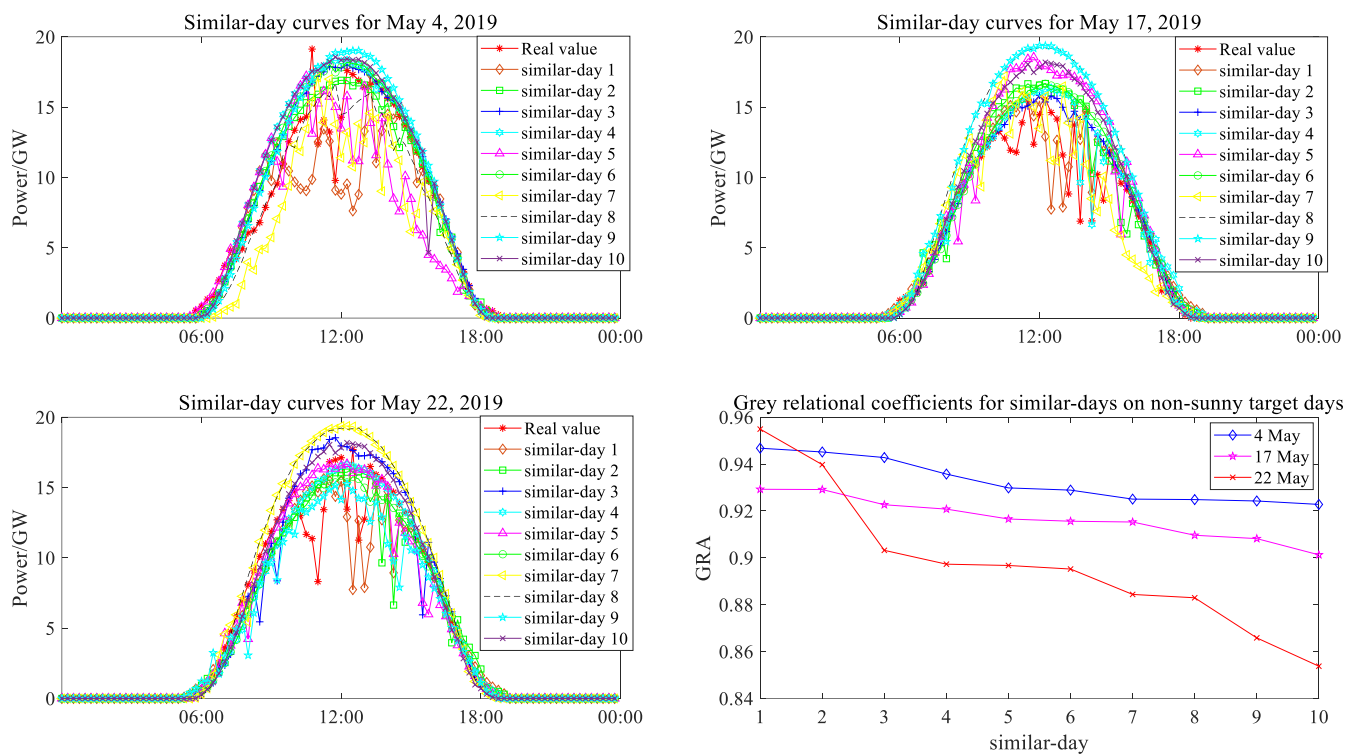 Similar-day curves for May 4, 2019
20
15
10
5
0
Power/GW
06:00
12:00
18:00
00:00
Real value
similar-day 1
similar-day 2
similar-day 3
similar-day 4
similar-day 5
similar-day 6
similar-day 7
similar-day 8
similar-day 9
similar-day 10
Similar-day curves for May 17, 2019
20
15
10
5
0
Power/GW
06:00
12:00
18:00
00:00
Real value
similar-day 1
similar-day 2
similar-day 3
similar-day 4
similar-day 5
similar-day 6
similar-day 7
similar-day 8
similar-day 9
similar-day 10
Similar-day curves for May 22, 2019
20
15
10
5
0
Power/GW
06:00
12:00
18:00
00:00
Real value
similar-day 1
similar-day 2
similar-day 3
similar-day 4
similar-day 5
similar-day 6
similar-day 7
similar-day 8
similar-day 9
similar-day 10
Grey relational coefficients for similar-days on non-sunny target days
0.96
0.94
0.92
0.9
0.88
0.86
0.84
GRA
1
2
3
4
5
6
7
8
9
10
similar-day
4 May
17 May
22 May